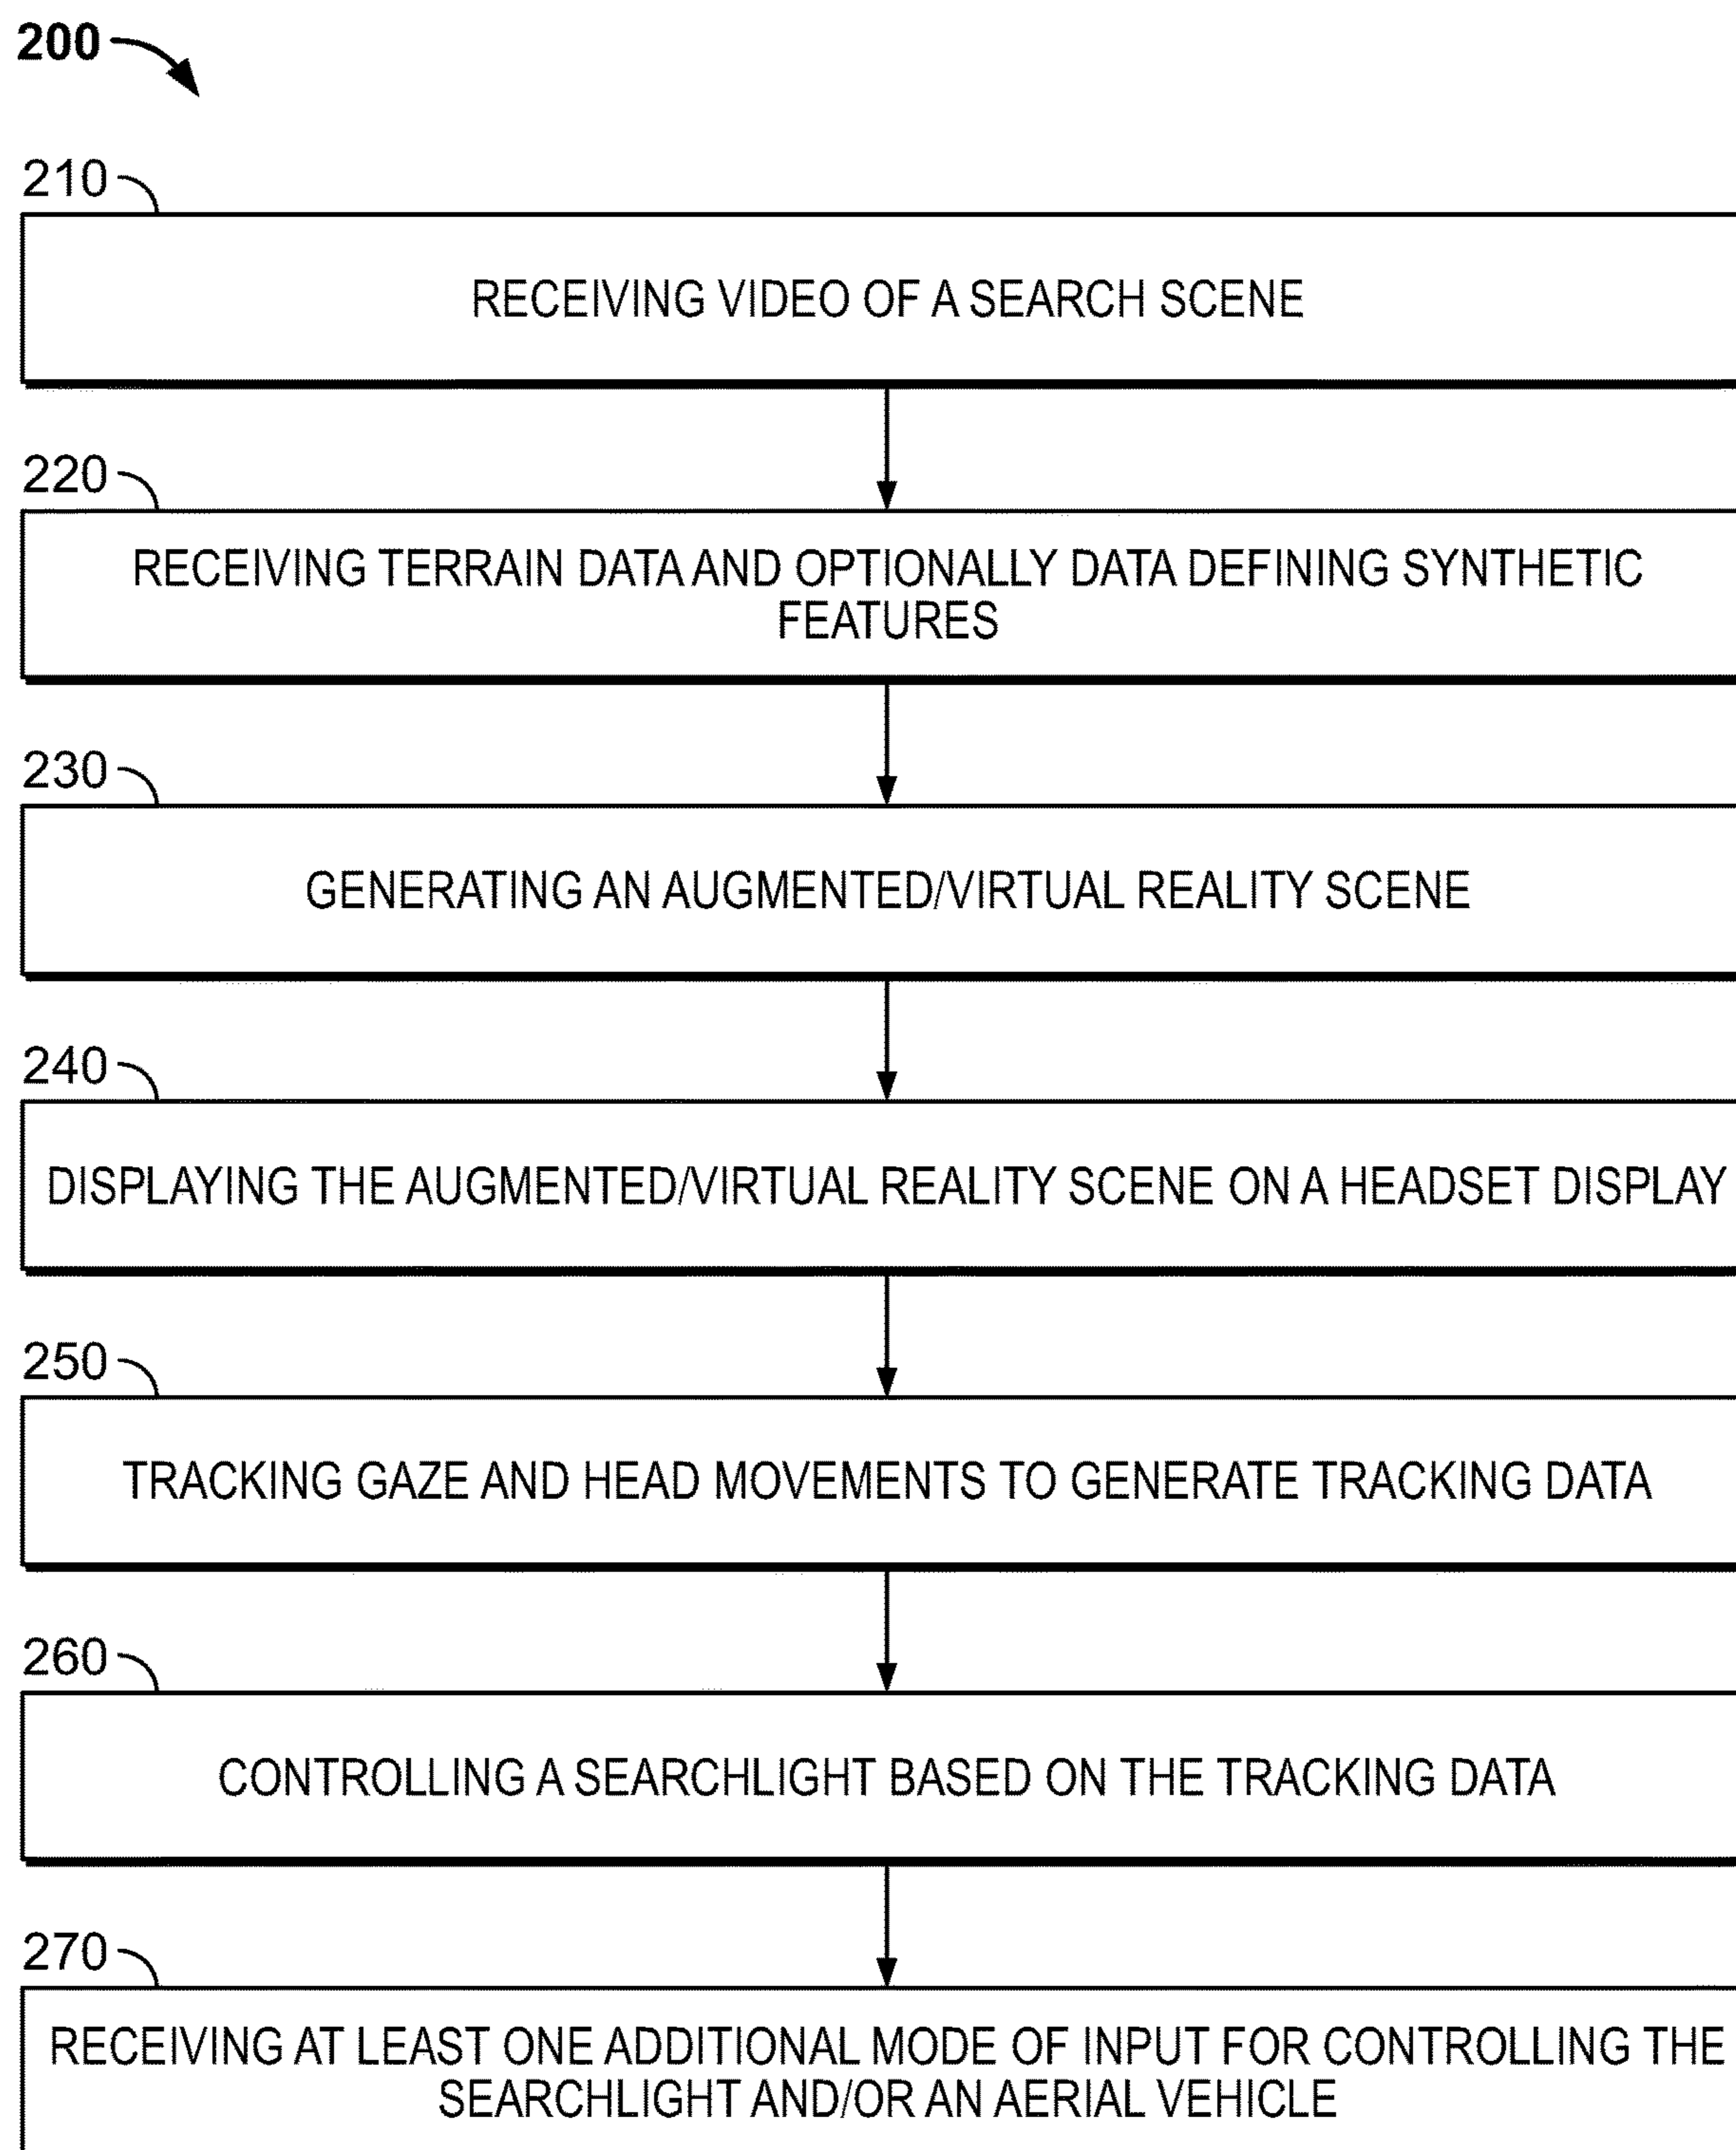 200
210
RECEIVING VIDEO OF A SEARCH SCENE
220
RECEIVING TERRAIN DATA AND OPTIONALLY DATA DEFINING SYNTHETIC
FEATURES
230
GENERATING AN AUGMENTED/VIRTUAL REALITY SCENE
240
DISPLAYING THE AUGMENTED/VIRTUAL REALITY SCENE ON A HEADSET DISPLAY
250
TRACKING GAZE AND HEAD MOVEMENTS TO GENERATE TRACKING DATA
260
CONTROLLING A SEARCHLIGHT BASED ON THE TRACKING DATA
270
RECEIVING AT LEAST ONE ADDITIONAL MODE OF INPUT FOR CONTROLLING THE
SEARCHLIGHT AND/OR AN AERIAL VEHICLE